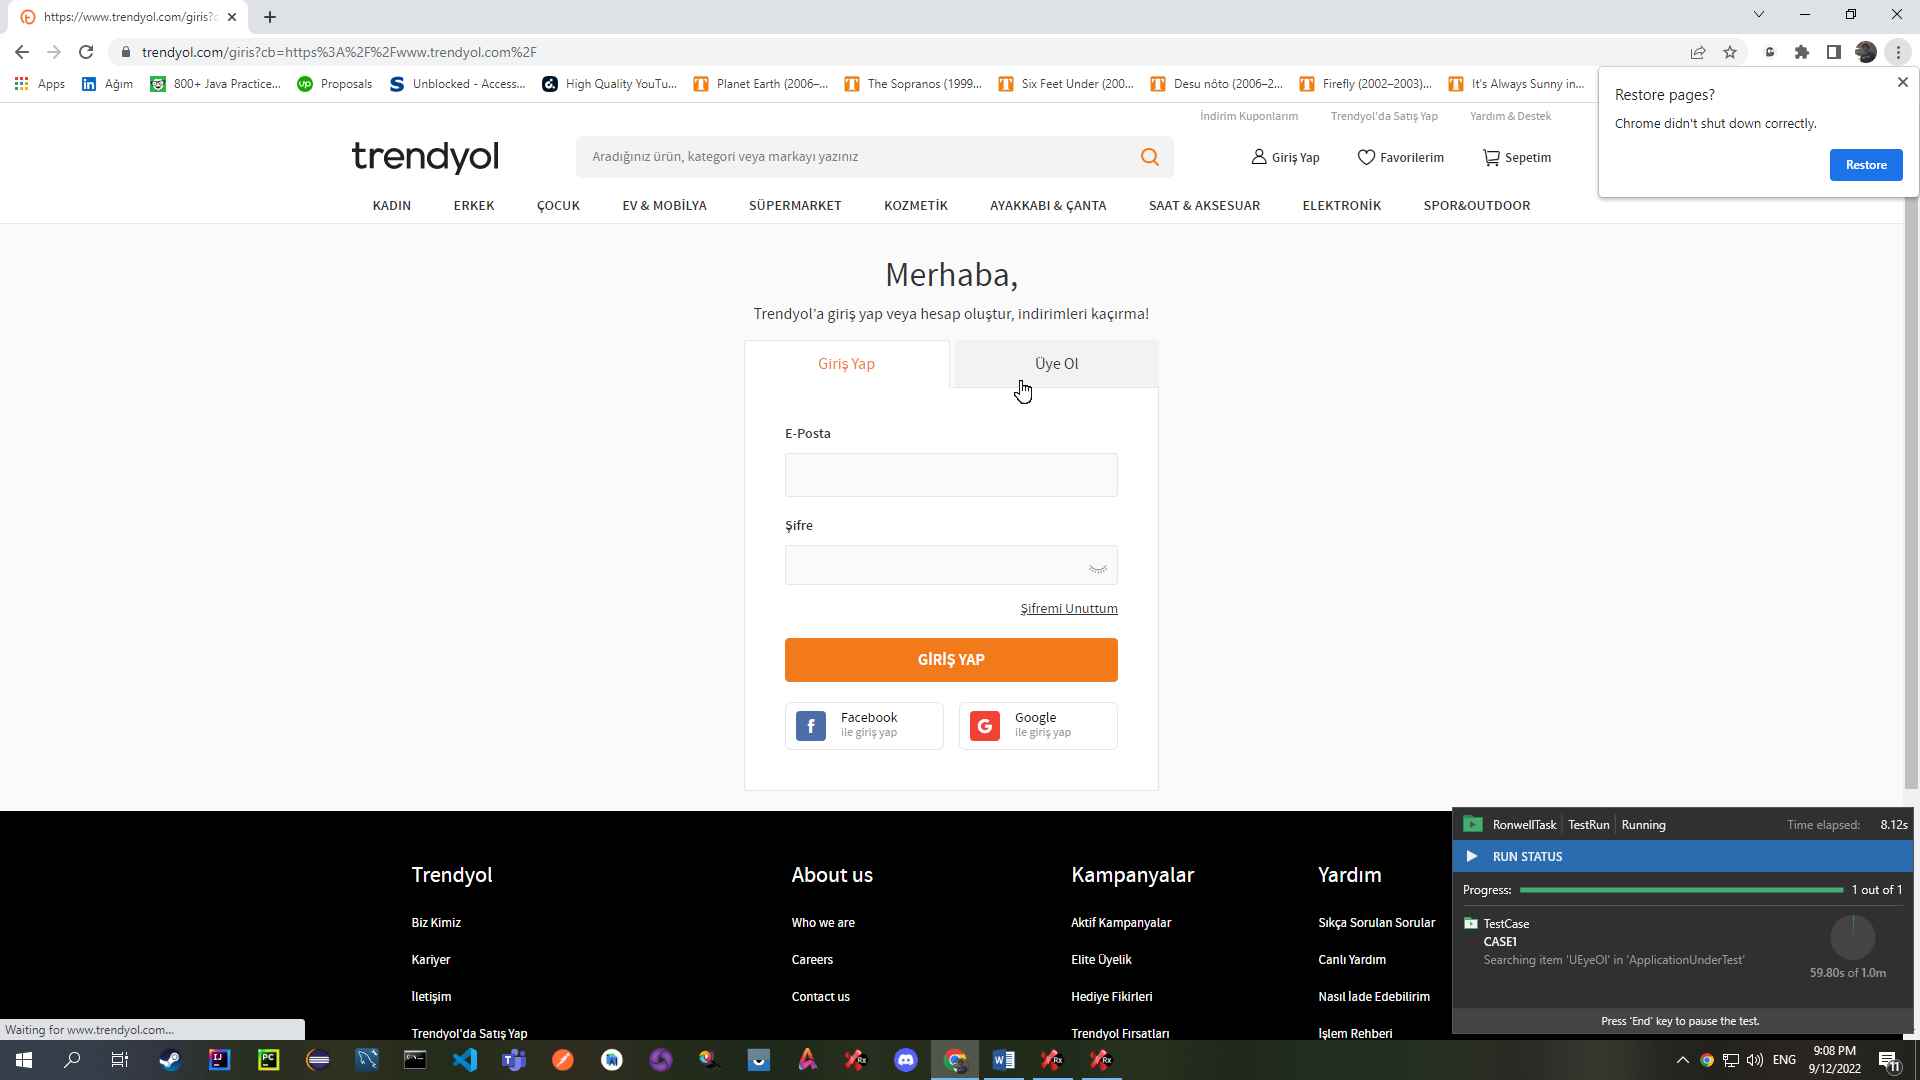 https://www.trendyol.com/giris?c
trendyol.com/giris?cb=https%3A%2F%2Fwww.trendyol.com%2F
Apps
Ağım
800+ Java Practice...
Proposals
Unblocked - Access...
High Quality YouTu...
Planet Earth (2006–...
The Sopranos (1999...
Six Feet Under (200...
Desu nôto (2006–2...
Firefly (2002–2003)...
It's Always Sunny in...
Restore pages?
Chrome didn't shut down correctly.
Restore
İndirim Kuponlarım
Trendyol'da Satış Yap
Yardım & Destek
trendyol
Aradığınız ürün, kategori veya markayı yazınız
Giriş Yap
Favorilerim
Sepetim
KADIN
ERKEK
ÇOCUK
EV & MOBİLYA
SÜPERMARKET
KOZMETİK
AYAKKABI & ÇANTA
SAAT & AKSESUAR
ELEKTRONİK
SPOR&OUTDOOR
Merhaba,
Trendyol'a giriş yap veya hesap oluştur, indirimleri kaçırma!
Giriş Yap
Üye Ol
E-Posta
Şifre
Şifremi Unuttum
GİRİŞ YAP
f
Facebook
ile giriş yap
G
Google
ile giriş yap
Trendyol
Biz Kimiz
Kariyer
İletişim
Trendyol'da Satış Yap
About us
Who we are
Careers
Contact us
Kampanyalar
Aktif Kampanyalar
Elite Üyelik
Hediye Fikirleri
Trendyol Fırsatları
Yardım
Sıkça Sorulan Sorular
Canlı Yardım
Nasıl İade Edebilirim
İşlem Rehberi
RonwellTask
TestRun
Running
Time elapsed:
8.12s
RUN STATUS
Progress:
1 out of 1
TestCase
CASE1
Searching item 'UEyeOl' in 'ApplicationUnderTest'
59.80s of 1.0m
Press 'End' key to pause the test.
Waiting for www.trendyol.com...
ENG
9:08 PM
9/12/2022
11